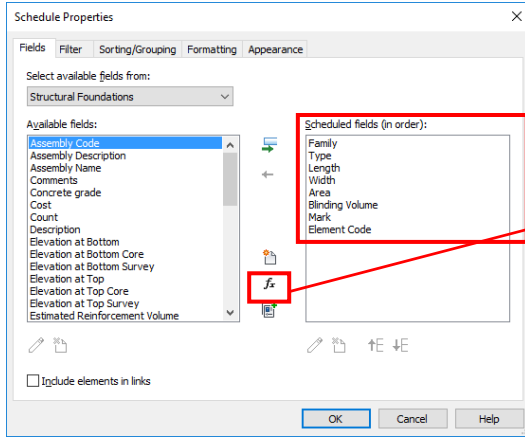 Schedule Properties
Fields Filter Sorting/Grouping Formatting Appearance
Select available fields from:
Structural Foundations
Available fields:
Assembly Code
Assembly Description
Assembly Name
Comments
Concrete grade
Cost
Count
Description
Elevation at Bottom
Elevation at Bottom Core
Elevation at Bottom Survey
Elevation at Top
Elevation at Top Core
Elevation at Top Survey
Estimated Reinforcement Volume
fx
Scheduled fields (in order):
Family
Type
Length
Width
Area
Blinding Volume
Mark
Element Code
Include elements in links
OK Cancel Help